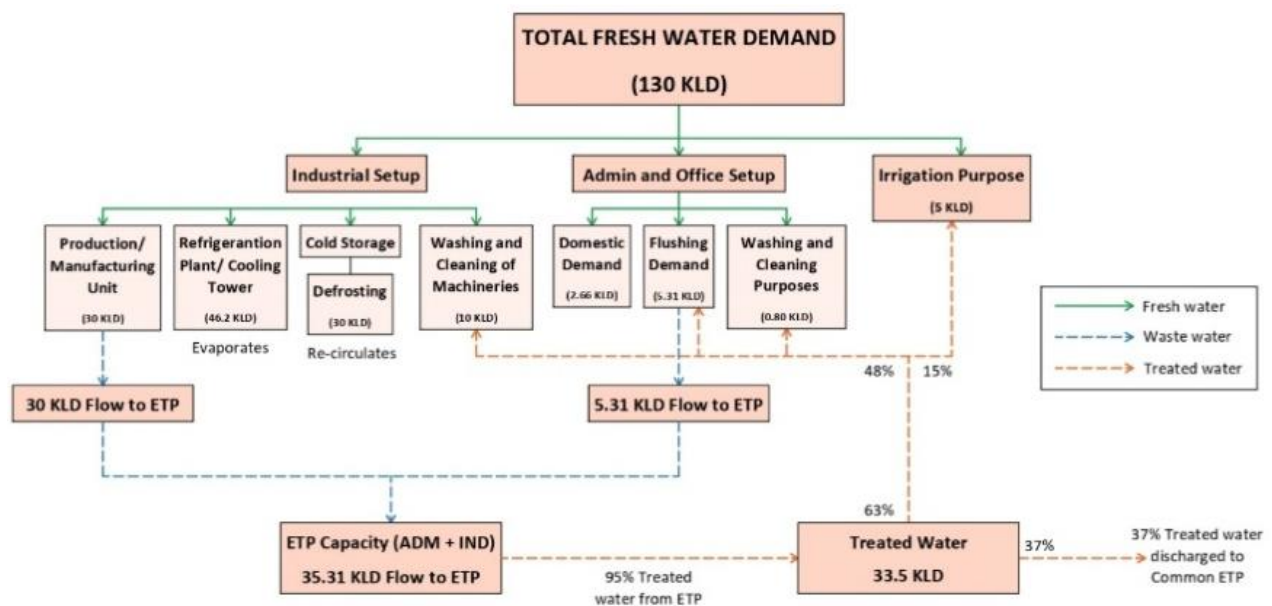 TOTAL FRESH WATER DEMAND
(130 KLD)
Industrial Setup
Admin and Office Setup
Irrigation Purpose
(5 KLD)
Production/
Manufacturing
Unit
(30 KLD)
Refrigerantion
Plant/ Cooling
Tower
(46.2 KLD)
Evaporates
Cold Storage
Defrosting
(30 KLD)
Re-circulates
Washing and
Cleaning of
Machineries
(10 KLD)
Domestic
Demand
(2.66 KLD)
Flushing
Demand
(5.31 KLD)
Washing and
Cleaning
Purposes
(0.80 KLD)
Fresh water
Waste water
Treated water
48%
15%
30 KLD Flow to ETP
5.31 KLD Flow to ETP
63%
ETP Capacity (ADM + IND)
35.31 KLD Flow to ETP
95% Treated
water from ETP
Treated Water
33.5 KLD
37%
37% Treated water
discharged to
Common ETP